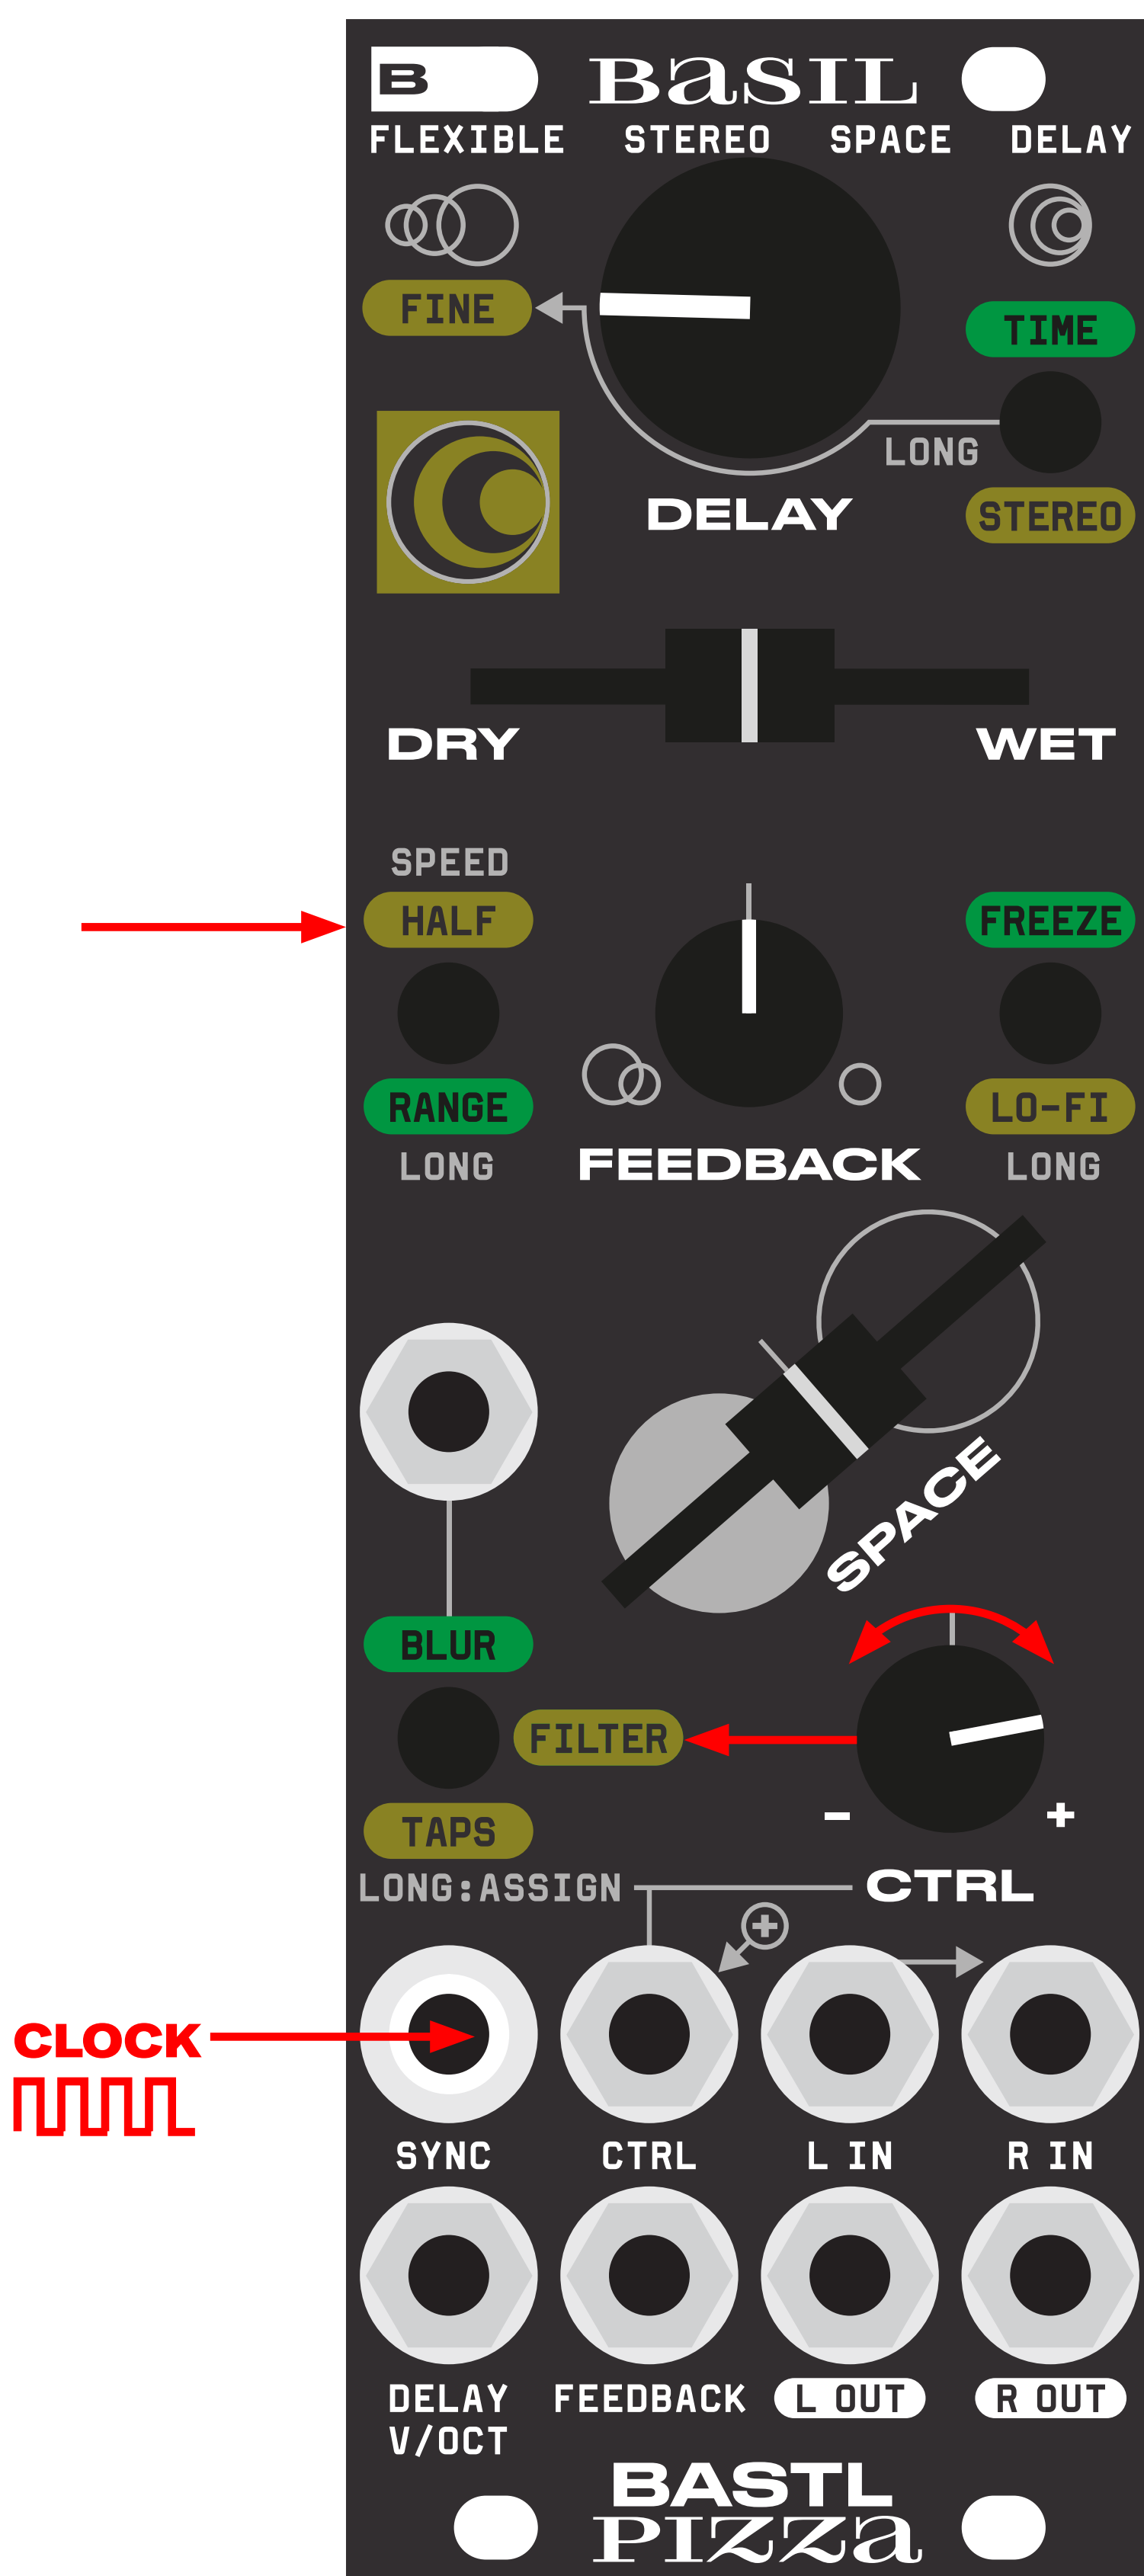 B BaSIL
FLEXIBLE STEREO SPACE DELAY
FINE
TIME
LONG
DELAY
STEREO
DRY WET
SPEED
HALF FREEZE
RANGE LO-FI
LONG FEEDBACK LONG
SPACE
BLUR
FILTER
- +
TAPS
LONG:ASSIGN CTRL
+
CLOCK
SYNC CTRL L IN R IN
DELAY FEEDBACK L OUT R OUT
V/OCT
BASTL
PIZZa